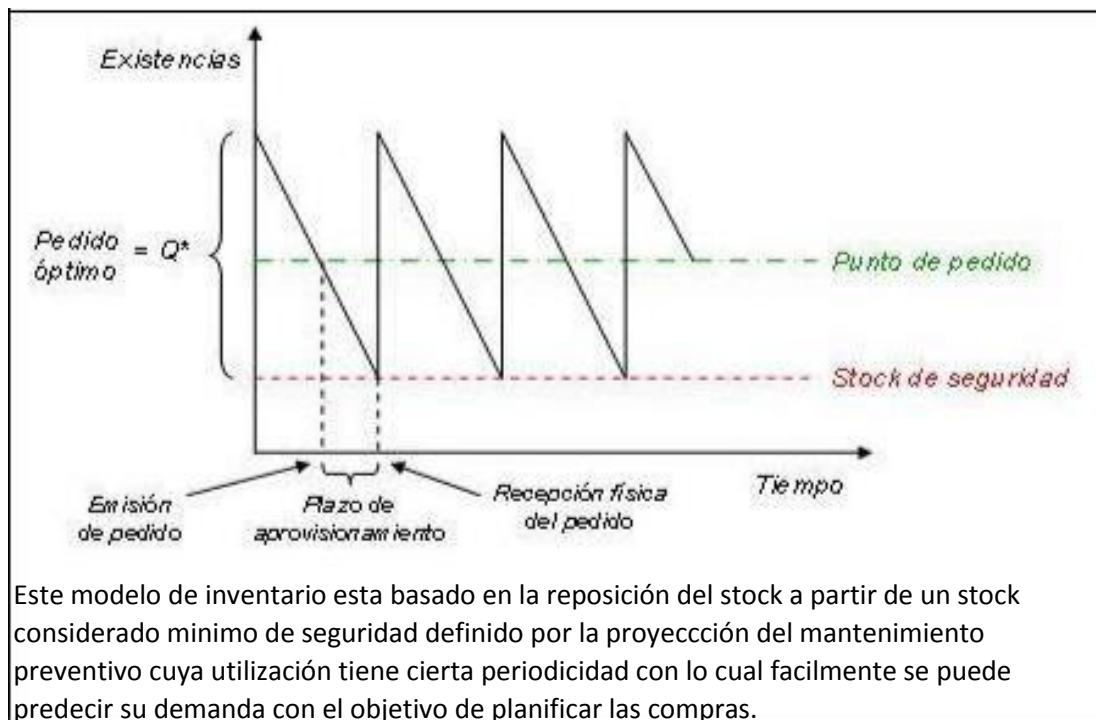 Existencias
Pedido
óptimo
= Q*
Punto de pedido
Stock de seguridad
Tiempo
Emisión
de pedido
Plazo de
aprovisionamiento
Recepción física
del pedido
Este modelo de inventario esta basado en la reposición del stock a partir de un stock
considerado minimo de seguridad definido por la proyeccción del mantenimiento
preventivo cuya utilización tiene cierta periodicidad con lo cual facilmente se puede
predecir su demanda con el objetivo de planificar las compras.